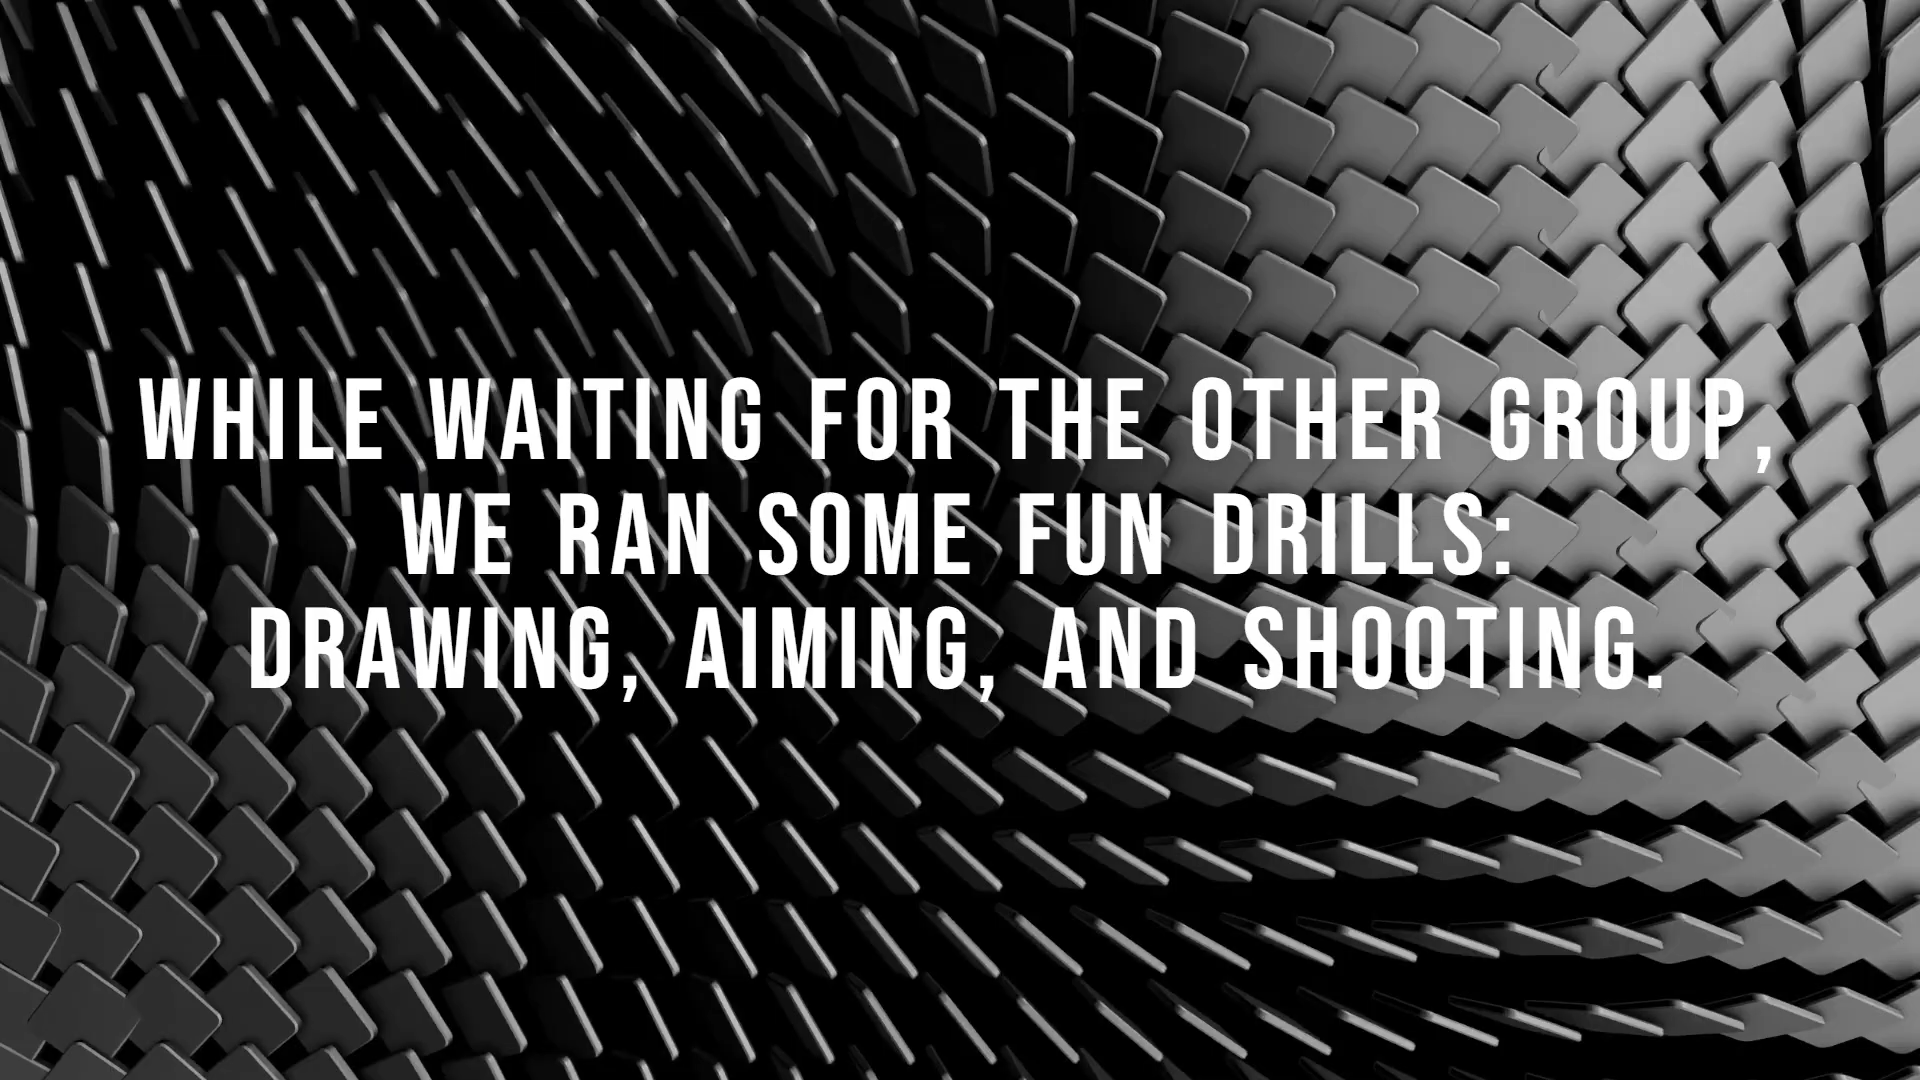 WHILE WAITING FOR THE OTHER GROUP,
WE RAN SOME FUN DRILLS:
DRAWING, AIMING, AND SHOOTING.